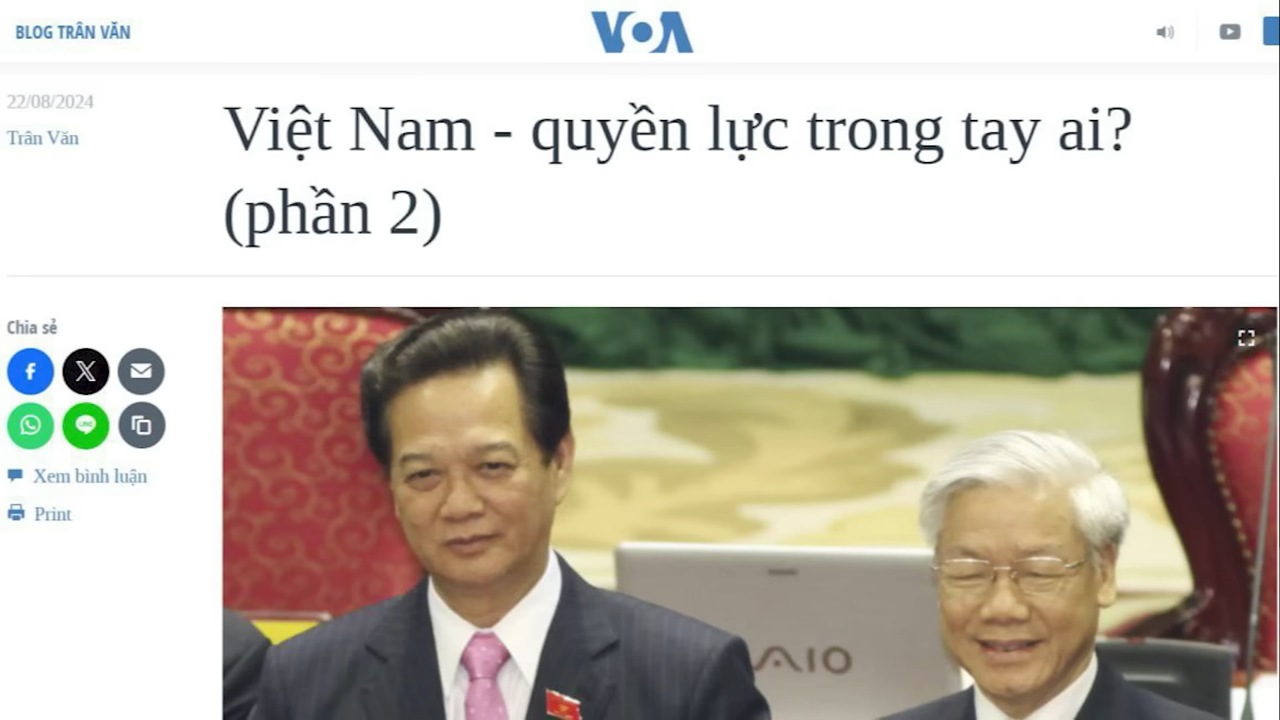 BLOG TRÂN VĂN
VOA
22/08/2024
Trân Văn
Việt Nam - quyền lực trong tay ai?
(phần 2)
Chia sẻ
Xem bình luận
Print
VAIO